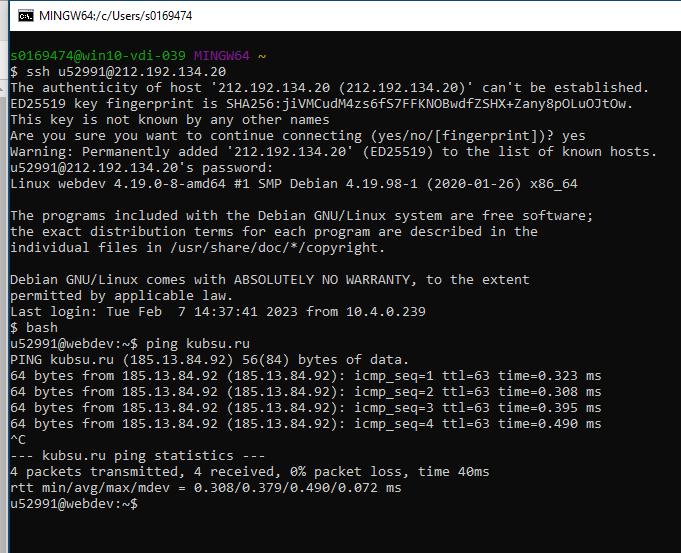 MINGW64:/c/Users/s0169474
s0169474@win10-vdi-039 MINGW64 ~
$ ssh u52991@212.192.134.20
The authenticity of host '212.192.134.20 (212.192.134.20)' can't be established.
ED25519 key fingerprint is SHA256:jiVMCudM4zs6fS7FFKNOBwdfZSHX+Zany8pOLuOJtOw.
This key is not known by any other names
Are you sure you want to continue connecting (yes/no/[fingerprint])? yes
Warning: Permanently added '212.192.134.20' (ED25519) to the list of known hosts.
u52991@212.192.134.20's password:
Linux webdev 4.19.0-8-amd64 #1 SMP Debian 4.19.98-1 (2020-01-26) x86_64
The programs included with the Debian GNU/Linux system are free software;
the exact distribution terms for each program are described in the
individual files in /usr/share/doc/*/copyright.
Debian GNU/Linux comes with ABSOLUTELY NO WARRANTY, to the extent
permitted by applicable law.
Last login: Tue Feb  7 14:37:41 2023 from 10.4.0.239
$ bash
u52991@webdev:~$ ping kubsu.ru
PING kubsu.ru (185.13.84.92) 56(84) bytes of data.
64 bytes from 185.13.84.92 (185.13.84.92): icmp_seq=1 ttl=63 time=0.323 ms
64 bytes from 185.13.84.92 (185.13.84.92): icmp_seq=2 ttl=63 time=0.308 ms
64 bytes from 185.13.84.92 (185.13.84.92): icmp_seq=3 ttl=63 time=0.395 ms
64 bytes from 185.13.84.92 (185.13.84.92): icmp_seq=4 ttl=63 time=0.490 ms
^C
--- kubsu.ru ping statistics ---
4 packets transmitted, 4 received, 0% packet loss, time 40ms
rtt min/avg/max/mdev = 0.308/0.379/0.490/0.072 ms
u52991@webdev:~$